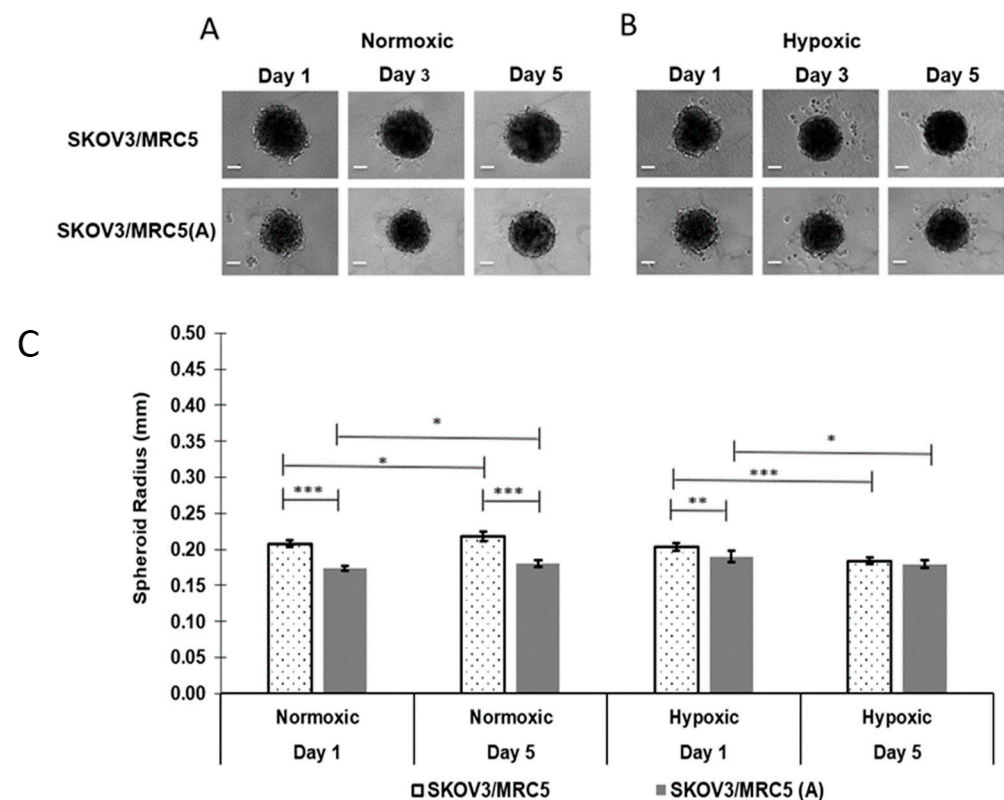 A
Normoxic
Day 1 Day 3 Day 5
SKOV3/MRC5
SKOV3/MRC5(A)
B
Hypoxic
Day 1 Day 3 Day 5
C
Spheroid Radius (mm)
0.50
0.45
0.40
0.35
0.30
0.25
0.20
0.15
0.10
0.05
0.00
*
*
*** ***
*
***
**
Normoxic Normoxic Hypoxic Hypoxic
Day 1 Day 5 Day 1 Day 5
SKOV3/MRC5 SKOV3/MRC5 (A)